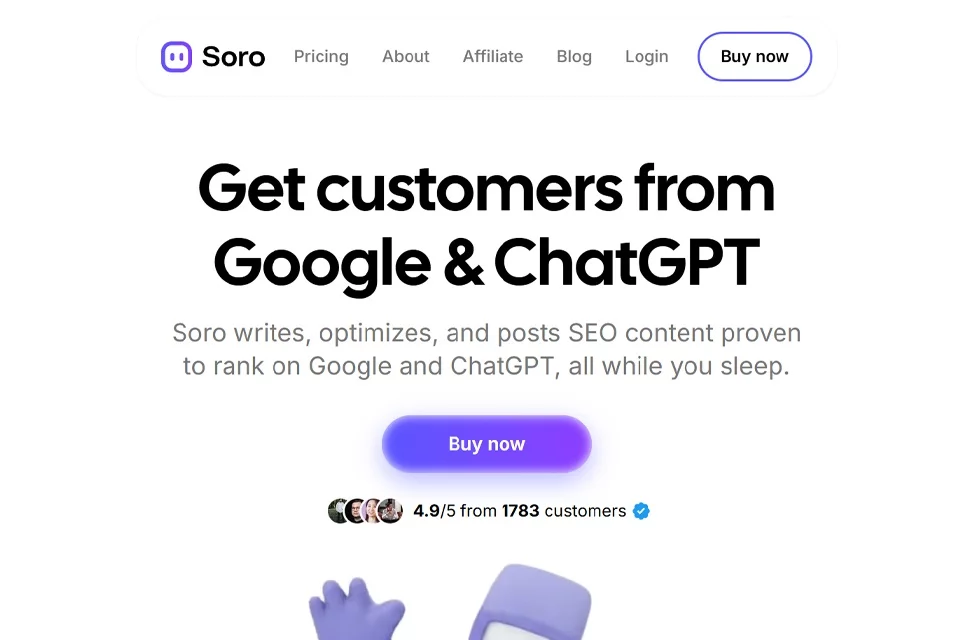 Soro
Pricing
About
Affiliate
Blog
Login
Buy now
Get customers from
Google & ChatGPT
Soro writes, optimizes, and posts SEO content proven
to rank on Google and ChatGPT, all while you sleep.
Buy now
4.9/5 from 1783 customers